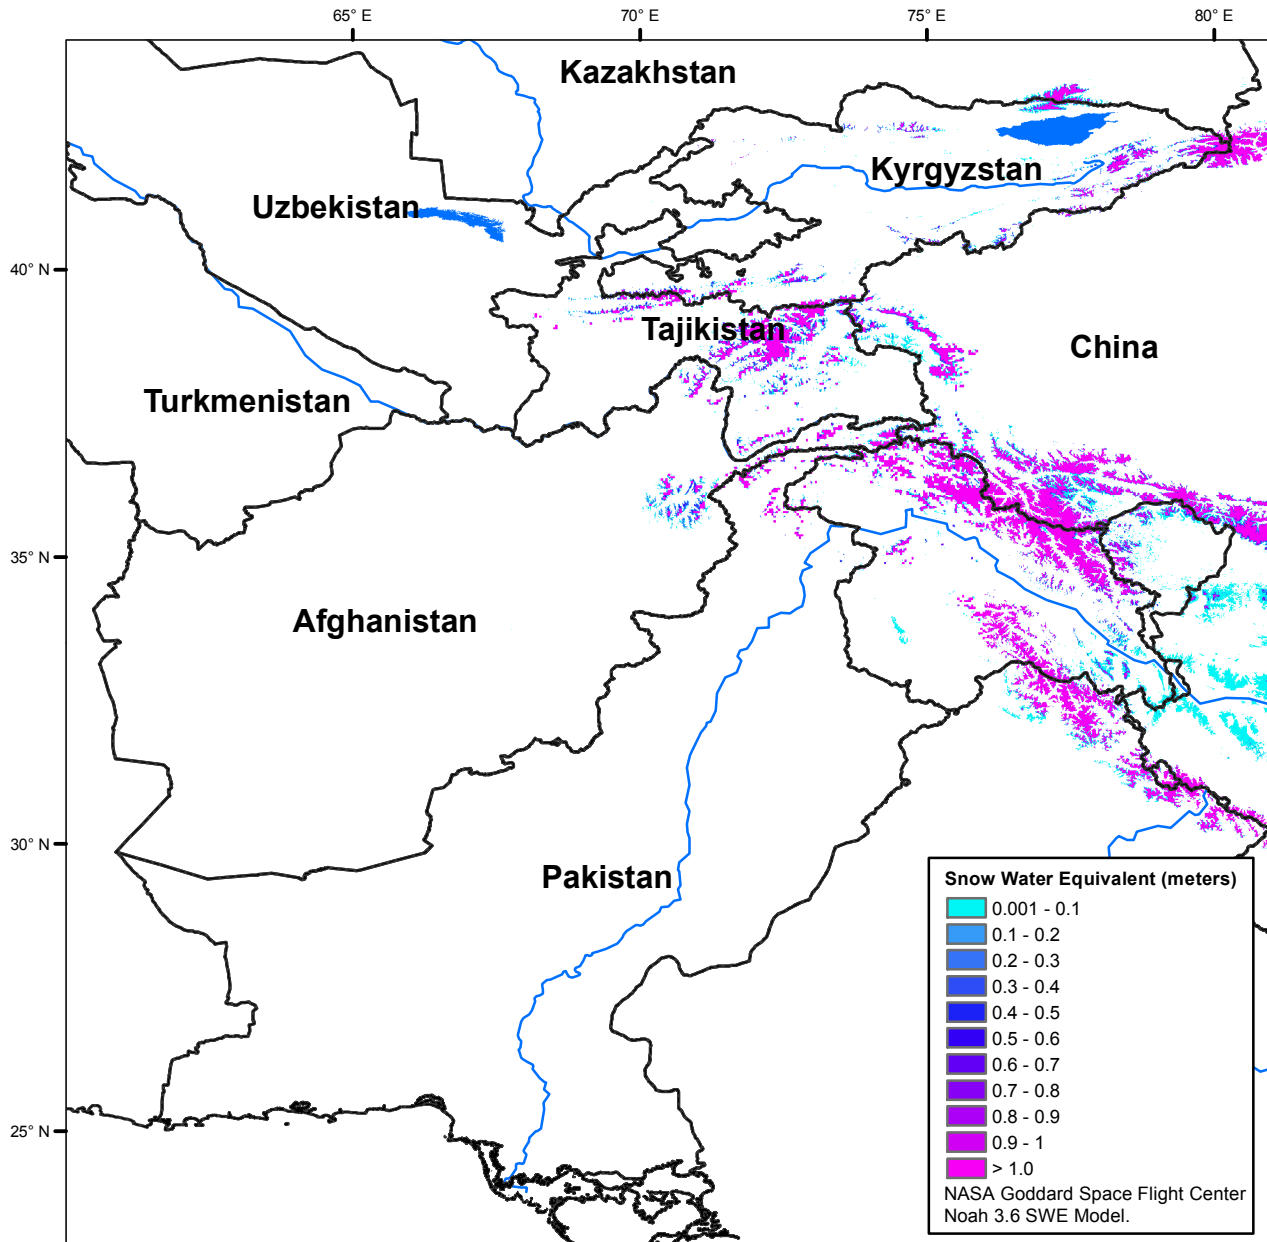 65° E
70° E
75° E
80° E
Kazakhstan
Kyrgyzstan
Uzbekistan
40° N
Tajikistan
China
Turkmenistan
35° N
Afghanistan
30° N
Pakistan
Snow Water Equivalent (meters)
0.001 - 0.1
0.1 - 0.2
0.2 - 0.3
0.3 - 0.4
0.4 - 0.5
0.5 - 0.6
0.6 - 0.7
0.7 - 0.8
0.8 - 0.9
0.9 - 1
> 1.0
NASA Goddard Space Flight Center
Noah 3.6 SWE Model.
25° N